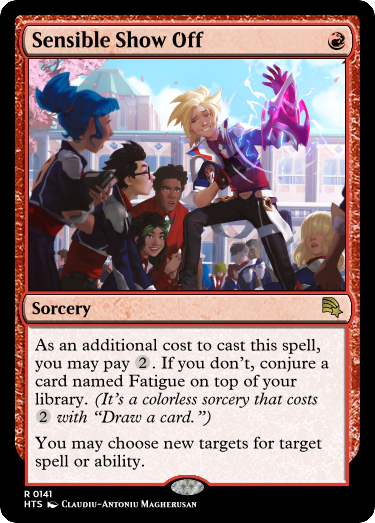 Sensible Show Off
Sorcery
As an additional cost to cast this spell,
you may pay 2. If you don't, conjure a
card named Fatigue on top of your
library. (It's a colorless sorcery that costs
2 with “Draw a card.”)
You may choose new targets for target
spell or ability.
R 0141
HTS Claudiu-Antoniu Magherusan